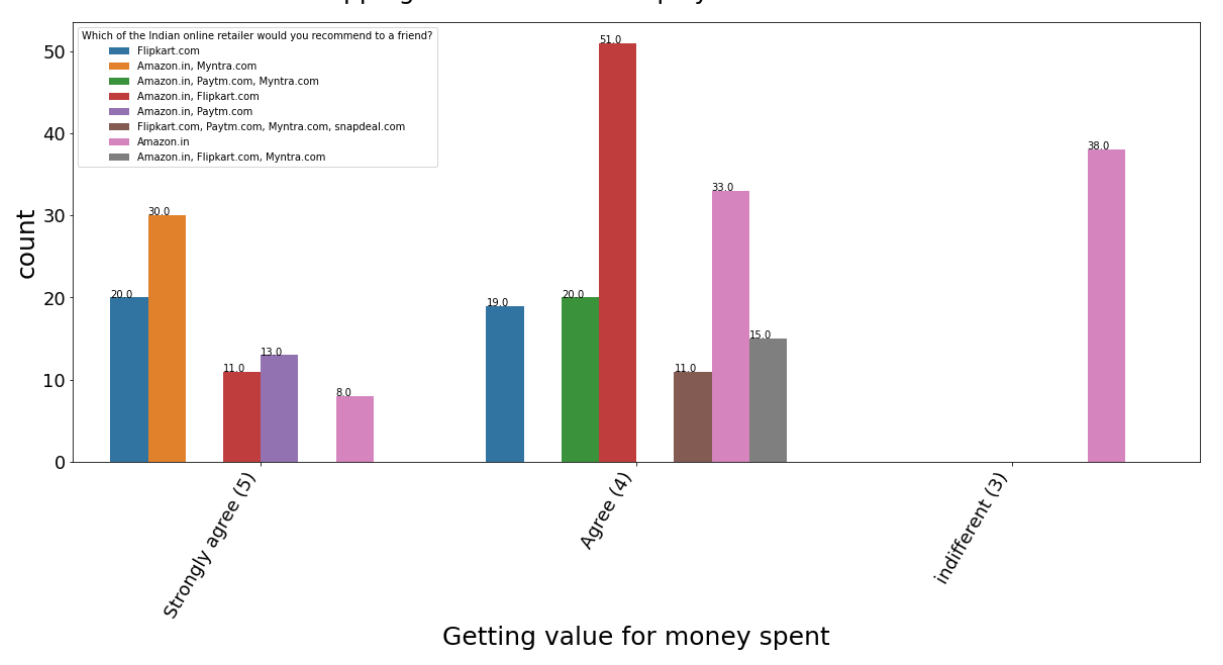 Which of the Indian online retailer would you recommend to a friend?
Flipkart.com
Amazon.in, Myntra.com
Amazon.in, Paytm.com, Myntra.com
Amazon.in, Flipkart.com
Amazon.in, Paytm.com
Flipkart.com, Paytm.com, Myntra.com, snapdeal.com
Amazon.in
Amazon.in, Flipkart.com, Myntra.com
count
50
40
30
20
10
0
20.0
30.0
11.0
13.0
8.0
19.0
20.0
51.0
11.0
33.0
15.0
38.0
Strongly agree (5)
Agree (4)
indifferent (3)
Getting value for money spent